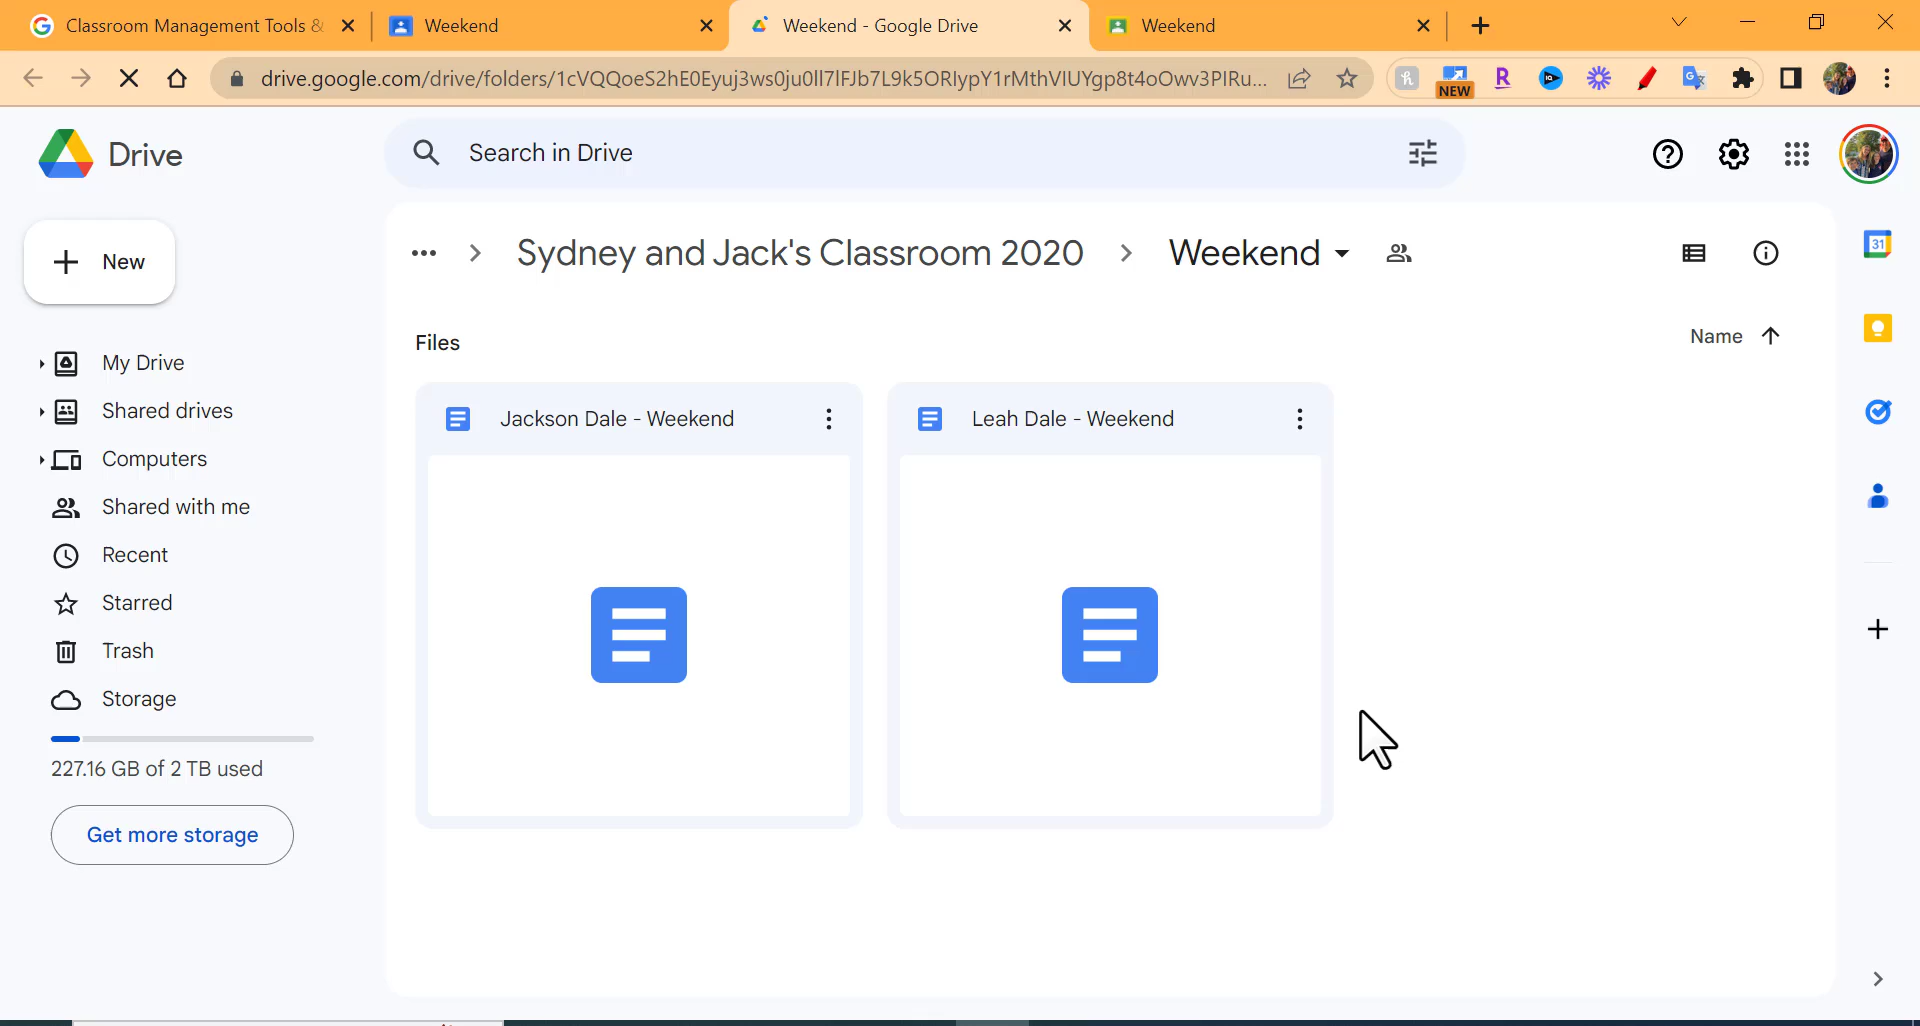 Classroom Management Tools &
Weekend
Weekend - Google Drive
Weekend
drive.google.com/drive/folders/1cVQQoeS2hE0Eyuj3ws0ju0ll7lFJb7L9k5ORlypY1rMthVlUYgp8t4oOwv3PlRu...
NEW
Drive
Search in Drive
New
Sydney and Jack's Classroom 2020
Weekend
31
Files
Name
My Drive
Shared drives
Computers
Shared with me
Recent
Starred
Trash
Storage
227.16 GB of 2 TB used
Get more storage
Jackson Dale - Weekend
Leah Dale - Weekend